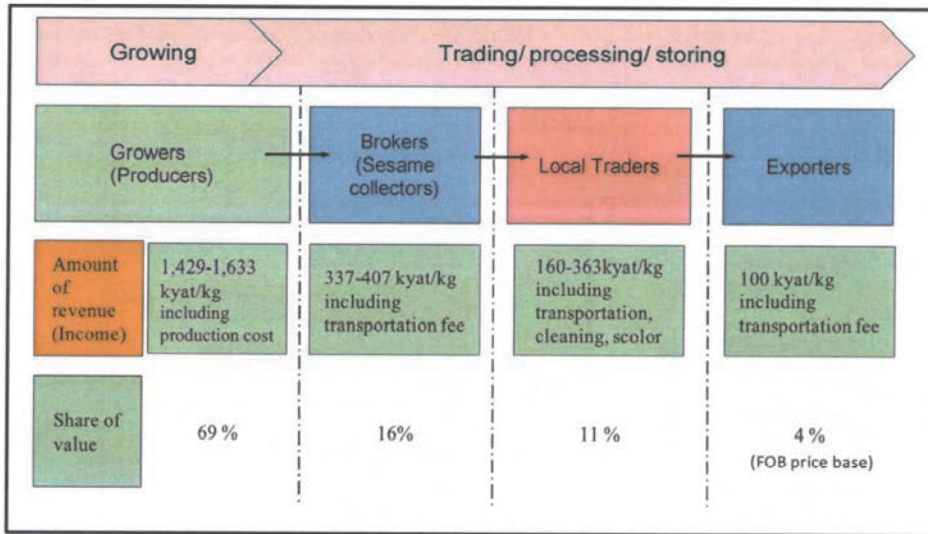 Growing
Trading/ processing/ storing
Growers
(Producers)
Brokers
(Sesame
collectors)
Local Traders
Exporters
Amount
of
revenue
(Income)
1,429-1,633
kyat/kg
including
production cost
337-407 kyat/kg
including
transportation fee
160-363kyat/kg
including
transportation,
cleaning, scolor
100 kyat/kg
including
transportation fee
Share of
value
69 %
16%
11 %
4 %
(FOB price base)